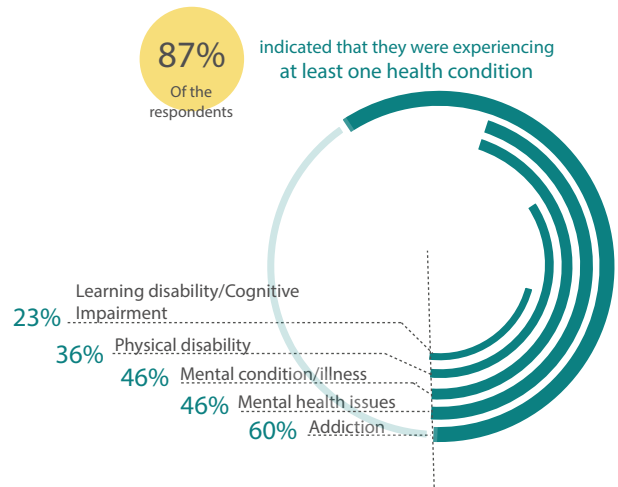 87%
Of the
respondents
indicated that they were experiencing
at least one health condition
Learning disability/Cognitive
Impairment
23%
36% Physical disability
46% Mental condition/illness
46% Mental health issues
60% Addiction